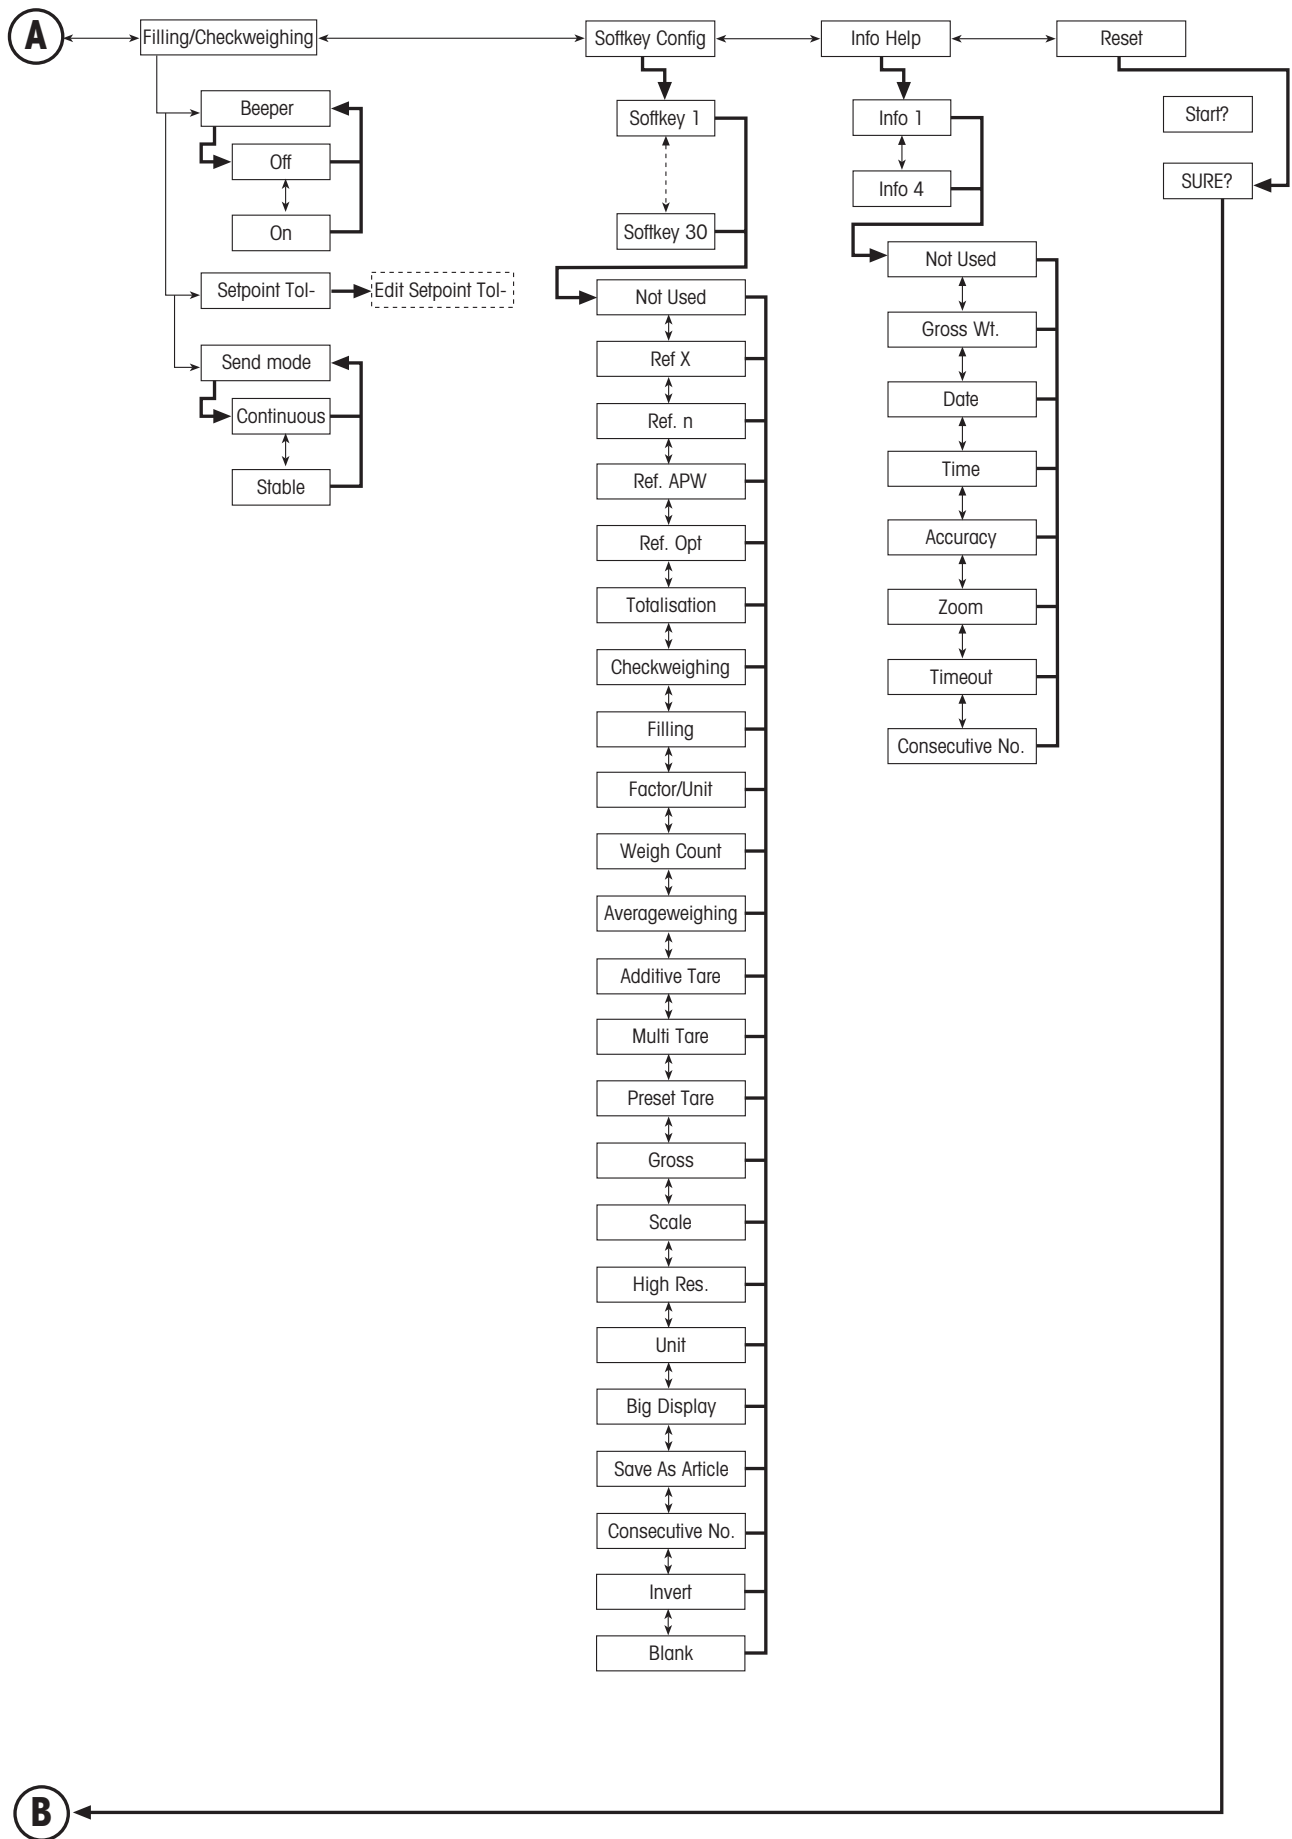 A
Filling/Checkweighing
Softkey Config
Info Help
Reset
Beeper
Off
On
Setpoint Tol-
Edit Setpoint Tol-
Send mode
Continuous
Stable
Softkey 1
Softkey 30
Not Used
Ref X
Ref. n
Ref. APW
Ref. Opt
Totalisation
Checkweighing
Filling
Factor/Unit
Weigh Count
Averageweighing
Additive Tare
Multi Tare
Preset Tare
Gross
Scale
High Res.
Unit
Big Display
Save As Article
Consecutive No.
Invert
Blank
Info 1
Info 4
Not Used
Gross Wt.
Date
Time
Accuracy
Zoom
Timeout
Consecutive No.
Start?
SURE?
B